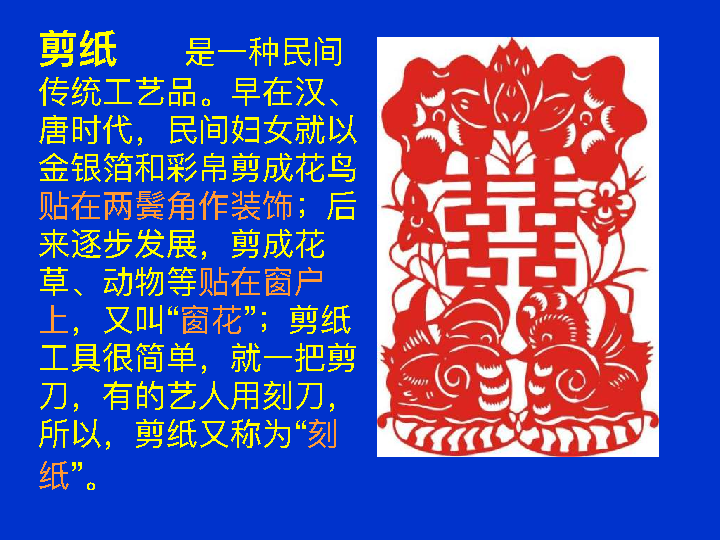 剪纸 是一种民间
传统工艺品。早在汉、
唐时代，民间妇女就以
金银箔和彩帛剪成花鸟
贴在两鬓角作装饰；后
来逐步发展，剪成花
草、动物等贴在窗户
上，又叫“窗花”；剪纸
工具很简单，就一把剪
刀，有的艺人用刻刀，
所以，剪纸又称为“刻
纸”。
囍